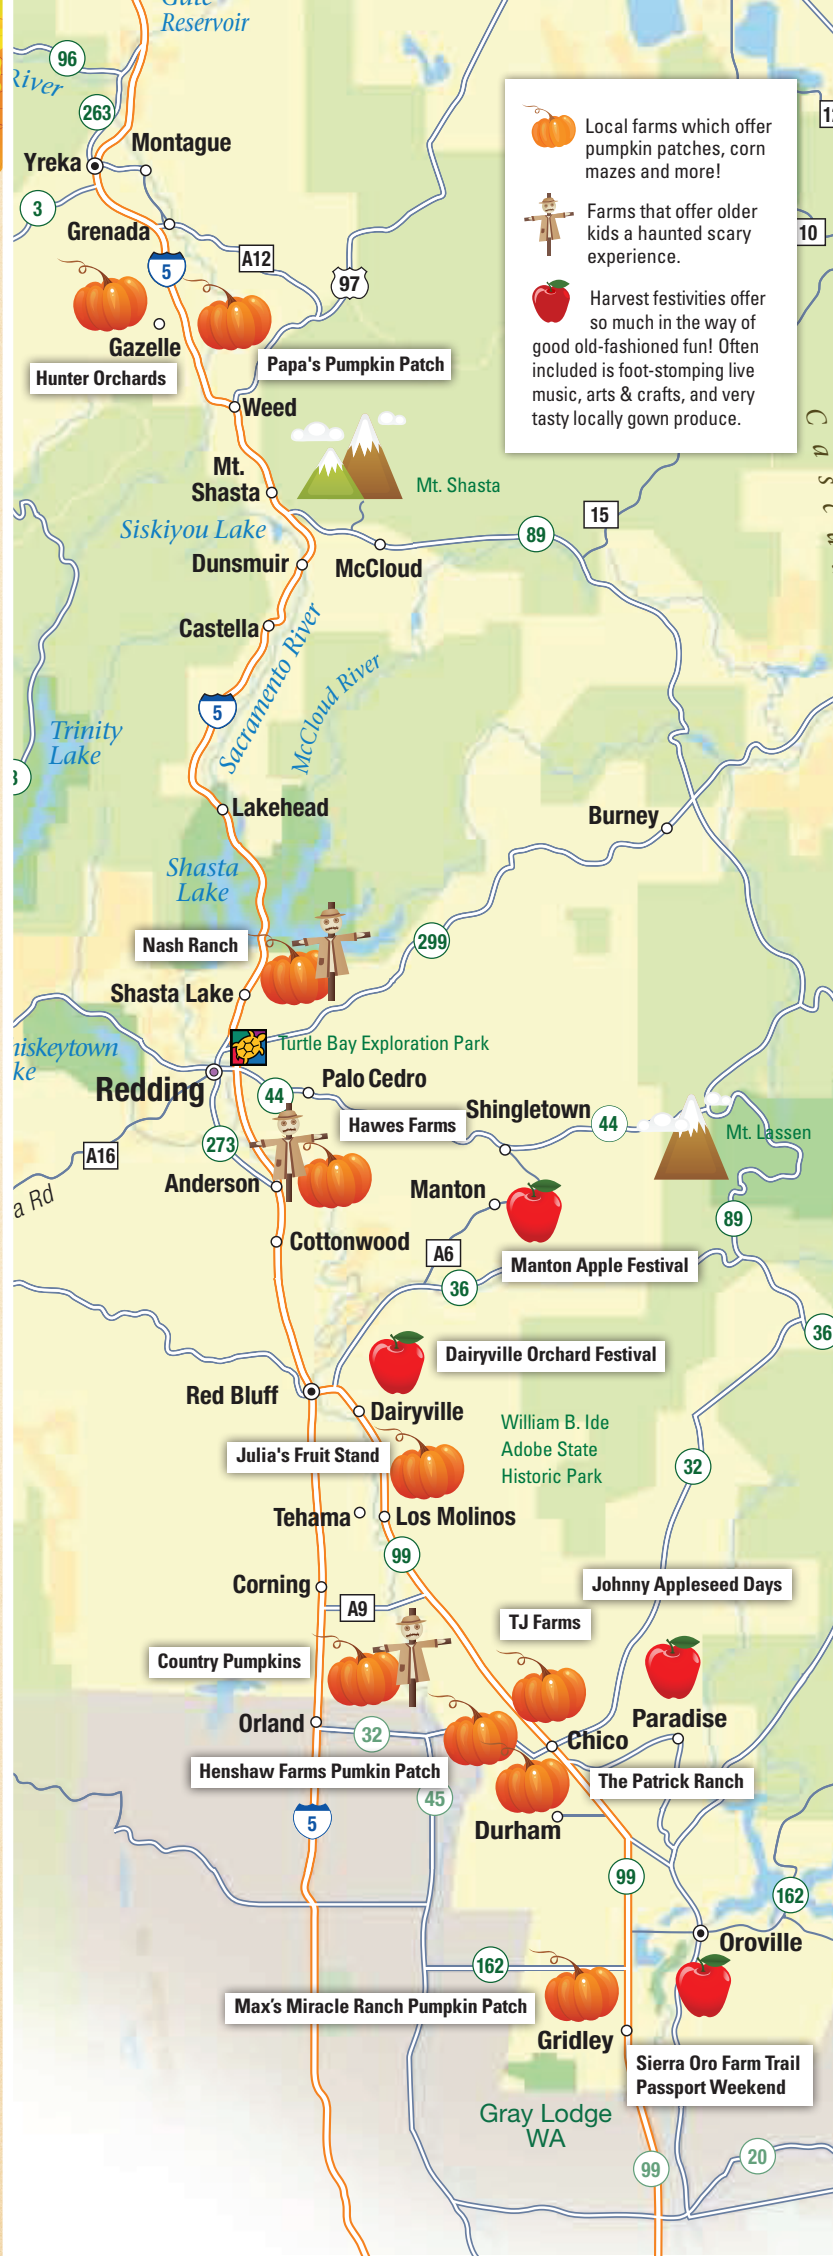 Reservoir
96
River
263
Montague
Yreka
3
Grenada
A12
5
97
Gazelle
Hunter Orchards
Papa's Pumpkin Patch
Weed
Local farms which offer
pumpkin patches, corn
mazes and more!
Farms that offer older
kids a haunted scary
experience.
Harvest festivities offer
so much in the way of
good old-fashioned fun! Often
included is foot-stomping live
music, arts & crafts, and very
tasty locally gown produce.
10
Mt.
Shasta
Mt. Shasta
15
Siskiyou Lake
89
Dunsmuir
McCloud
Castella
Sacramento River
McCloud River
5
Trinity
Lake
Lakehead
Burney
Shasta
Lake
Nash Ranch
299
Shasta Lake
Turtle Bay Exploration Park
Redding
44
Palo Cedro
Hawes Farms
Shingletown
44
Mt. Lassen
273
A16
a Rd
Anderson
Manton
89
Cottonwood
A6
Manton Apple Festival
36
36
Dairyville Orchard Festival
Red Bluff
Dairyville
William B. Ide
Adobe State
Historic Park
Julia's Fruit Stand
32
Tehama
Los Molinos
99
Corning
Johnny Appleseed Days
A9
TJ Farms
Country Pumpkins
Orland
32
Paradise
Chico
Henshaw Farms Pumkin Patch
The Patrick Ranch
45
5
Durham
99
162
Oroville
162
Max's Miracle Ranch Pumpkin Patch
Gridley
Sierra Oro Farm Trail
Passport Weekend
Gray Lodge
WA
99
20